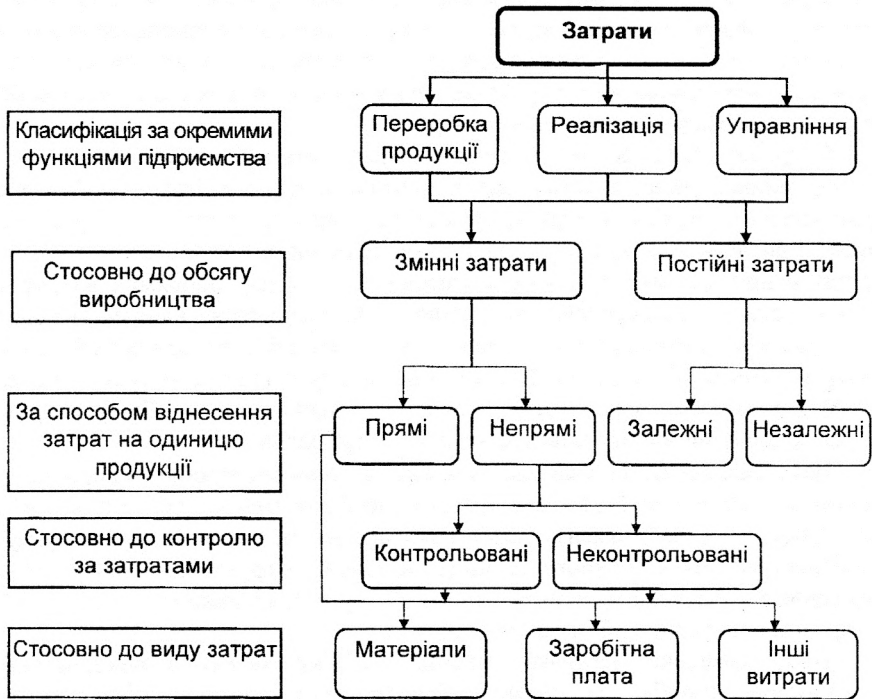 Затрати
Класифікація за окремими
функціями підприємства
Переробка
продукції
Реалізація
Управління
Стосовно до обсягу
виробництва
Змінні затрати
Постійні затрати
За способом віднесення
затрат на одиницю
продукції
Прямі
Непрямі
Залежні
Незалежні
Стосовно до контролю
за затратами
Контрольовані
Неконтрольовані
Стосовно до виду затрат
Матеріали
Заробітна
плата
Інші
витрати